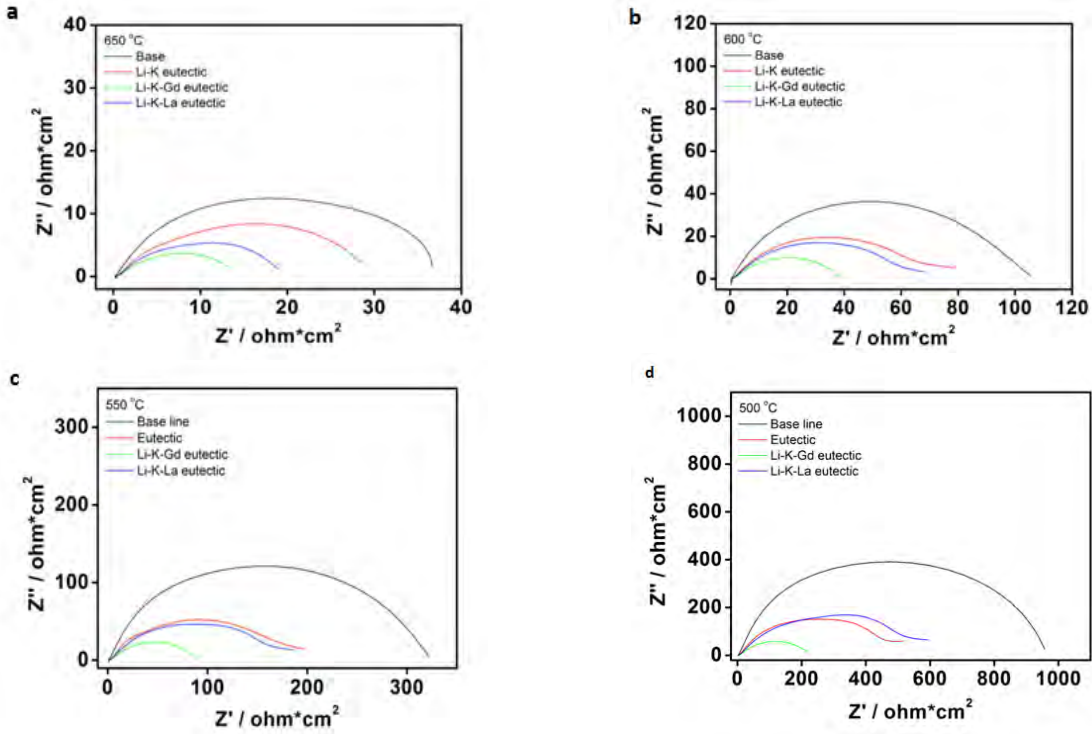 a
650 °C
Base
Li-K eutectic
Li-K-Gd eutectic
Li-K-La eutectic
Z'' / ohm*cm²
40
30
20
10
0
0 10 20 30 40
Z' / ohm*cm²
b
600 °C
Base
Li-K eutectic
Li-K-Gd eutectic
Li-K-La eutectic
Z'' / ohm*cm²
120
100
80
60
40
20
0
0 20 40 60 80 100 120
Z' / ohm*cm²
c
550 °C
Base line
Eutectic
Li-K-Gd eutectic
Li-K-La eutectic
Z'' / ohm*cm²
300
200
100
0
0 100 200 300
Z' / ohm*cm²
d
500 °C
Base line
Eutectic
Li-K-Gd eutectic
Li-K-La eutectic
Z'' / ohm*cm²
1000
800
600
400
200
0
0 200 400 600 800 1000
Z' / ohm*cm²